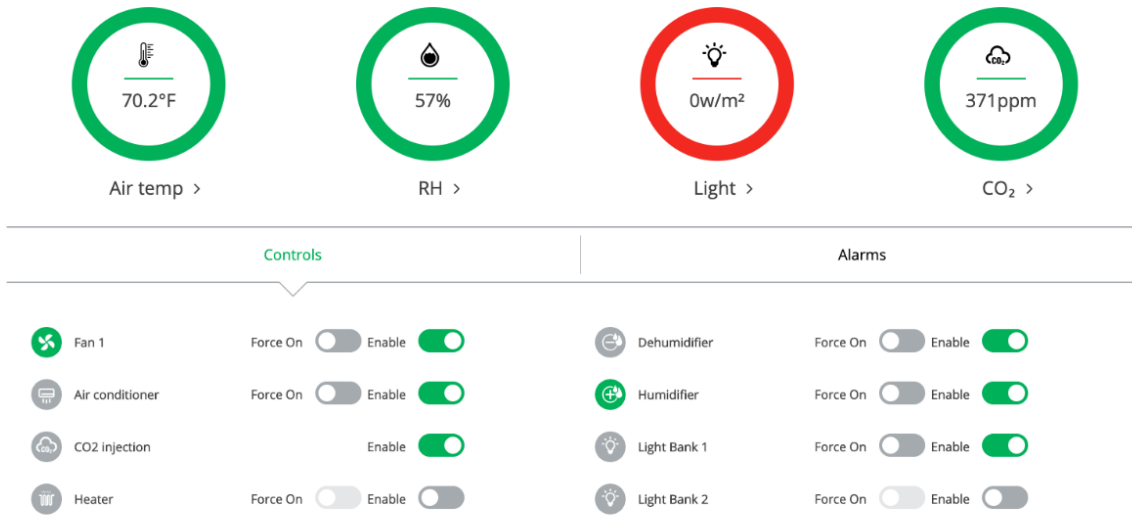 70.2°F
57%
0w/m²
CO₂
371ppm
Air temp >
RH >
Light >
CO₂ >
Controls
Alarms
Fan 1 Force On Enable
Dehumidifier Force On Enable
Air conditioner Force On Enable
Humidifier Force On Enable
CO₂
CO2 injection Enable
Light Bank 1 Force On Enable
Heater Force On Enable
Light Bank 2 Force On Enable